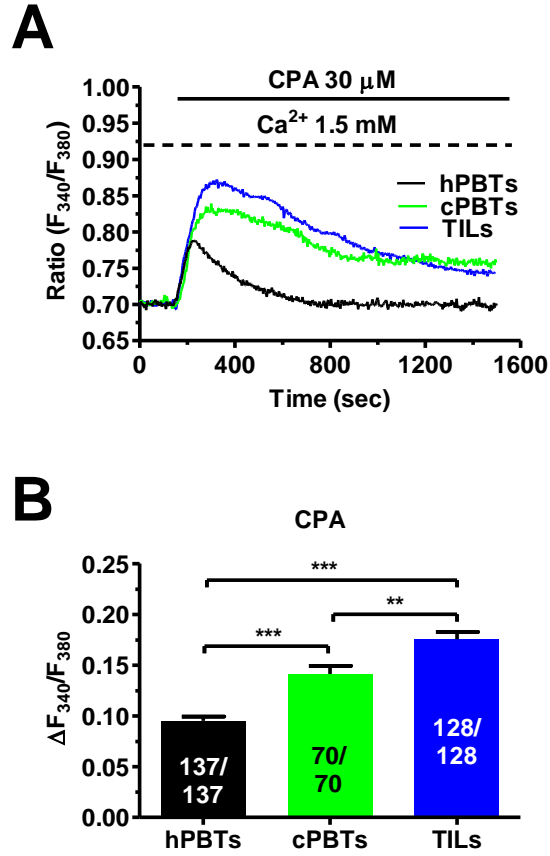 A
CPA 30 µM
Ca²⁺ 1.5 mM
1.00
0.95
0.90
0.85
0.80
0.75
0.70
0.65
Ratio (F₃₄₀/F₃₈₀)
hPBTs
cPBTs
TILs
0 400 800 1200 1600
Time (sec)
B
CPA
0.25
0.20
0.15
0.10
0.05
0.00
ΔF₃₄₀/F₃₈₀
***
**
***
137/
137
70/
70
128/
128
hPBTs cPBTs TILs